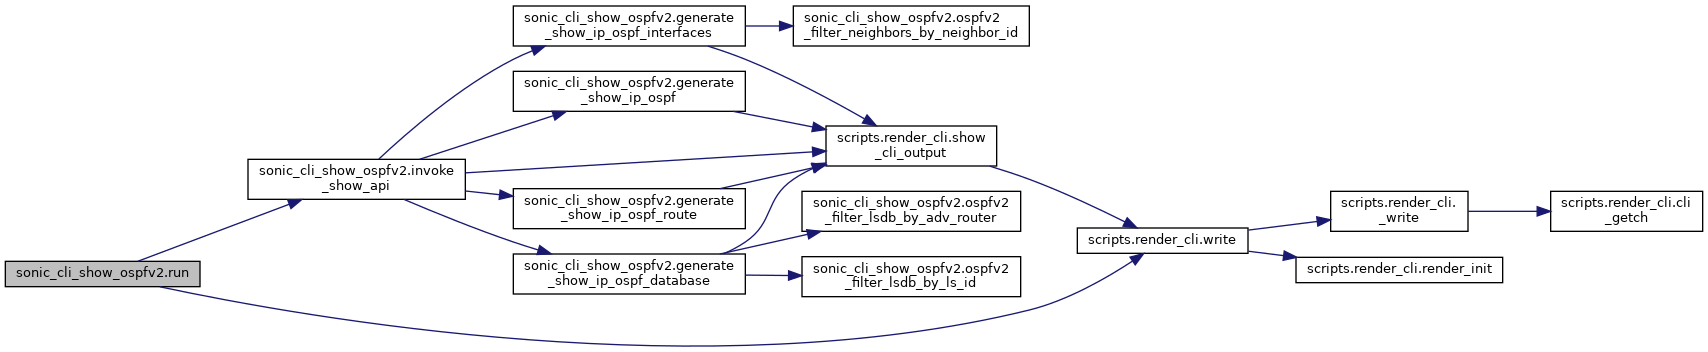 sonic_cli_show_ospfv2.run
sonic_cli_show_ospfv2.invoke
_show_api
sonic_cli_show_ospfv2.generate
_show_ip_ospf_interfaces
sonic_cli_show_ospfv2.generate
_show_ip_ospf
sonic_cli_show_ospfv2.generate
_show_ip_ospf_route
sonic_cli_show_ospfv2.generate
_show_ip_ospf_database
sonic_cli_show_ospfv2.ospfv2
_filter_neighbors_by_neighbor_id
scripts.render_cli.show
_cli_output
sonic_cli_show_ospfv2.ospfv2
_filter_lsdb_by_adv_router
sonic_cli_show_ospfv2.ospfv2
_filter_lsdb_by_ls_id
scripts.render_cli.write
scripts.render_cli.
_write
scripts.render_cli.render_init
scripts.render_cli.cli
_getch